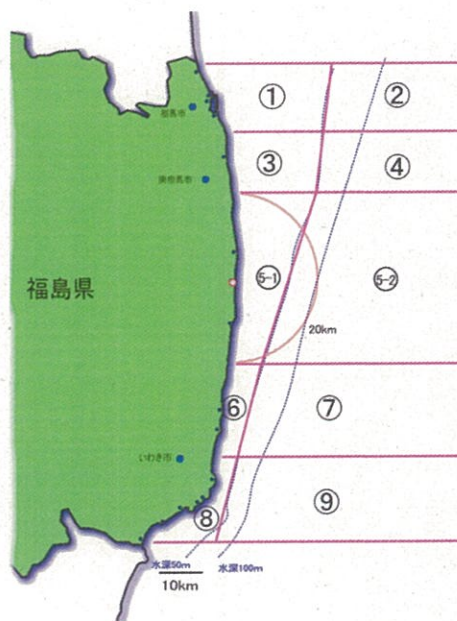 ①
②
相馬市
③
④
南相馬市
⑤-1
⑤-2
福島県
20km
⑥
⑦
いわき市
⑧
⑨
水深50m
水深100m
10km